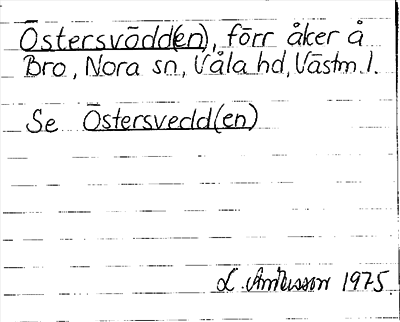 Östersvödd(en), förr åker å
Bro, Nora sn, Våla hd, Västm. l.
Se Östersvedd(en)
L. Andersson 1975.